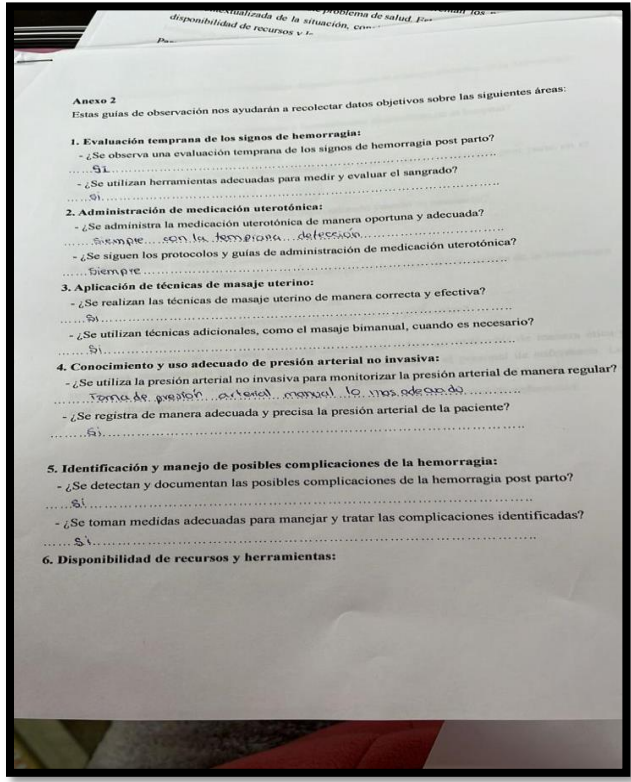 problema de salud.
contextualizada de la situación, con
disponibilidad de recursos y
Anexo 2
Estas guías de observación nos ayudarán a recolectar datos objetivos sobre las siguientes áreas:
1. Evaluación temprana de los signos de hemorragia:
- ¿Se observa una evaluación temprana de los signos de hemorragia post parto?
Si
- ¿Se utilizan herramientas adecuadas para medir y evaluar el sangrado?
Si
2. Administración de medicación uterotónica:
- ¿Se administra la medicación uterotónica de manera oportuna y adecuada?
Siempre con la temprana detección
- ¿Se siguen los protocolos y guías de administración de medicación uterotónica?
Siempre
3. Aplicación de técnicas de masaje uterino:
- ¿Se realizan las técnicas de masaje uterino de manera correcta y efectiva?
Si
- ¿Se utilizan técnicas adicionales, como el masaje bimanual, cuando es necesario?
Si
4. Conocimiento y uso adecuado de presión arterial no invasiva:
- ¿Se utiliza la presión arterial no invasiva para monitorizar la presión arterial de manera regular?
Toma de presión arterial manual lo mas adecuado
- ¿Se registra de manera adecuada y precisa la presión arterial de la paciente?
Si
5. Identificación y manejo de posibles complicaciones de la hemorragia:
- ¿Se detectan y documentan las posibles complicaciones de la hemorragia post parto?
Si
- ¿Se toman medidas adecuadas para manejar y tratar las complicaciones identificadas?
Si
6. Disponibilidad de recursos y herramientas: